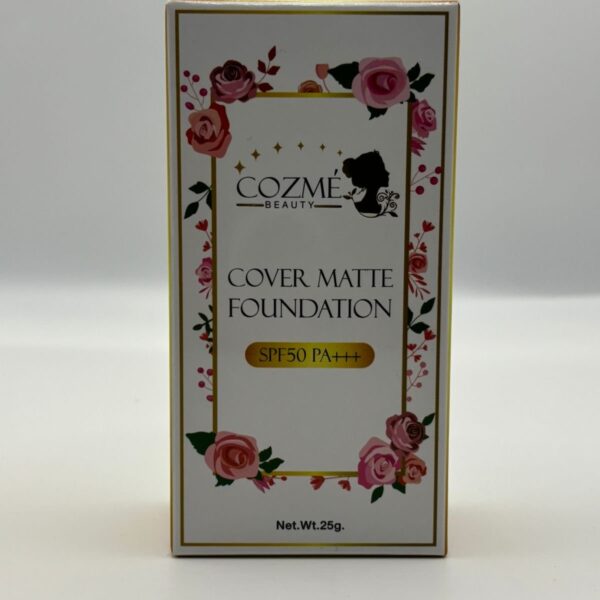 COZMÉ
BEAUTY
COVER MATTE
FOUNDATION
SPF50 PA+++
Net.Wt.25g.